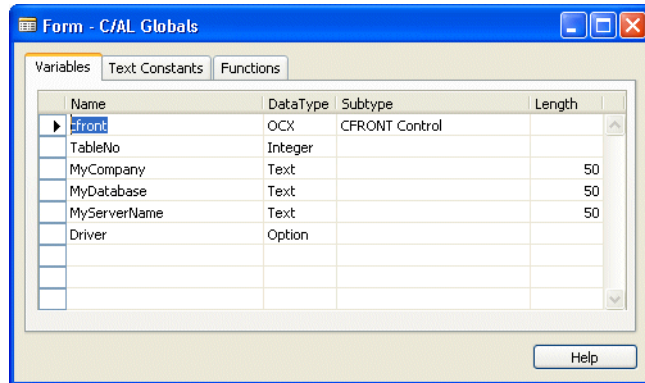 Form - C/AL Globals
Variables Text Constants Functions
Name DataType Subtype Length
cfront OCX CFRONT Control
TableNo Integer
MyCompany Text 50
MyDatabase Text 50
MyServerName Text 50
Driver Option
Help